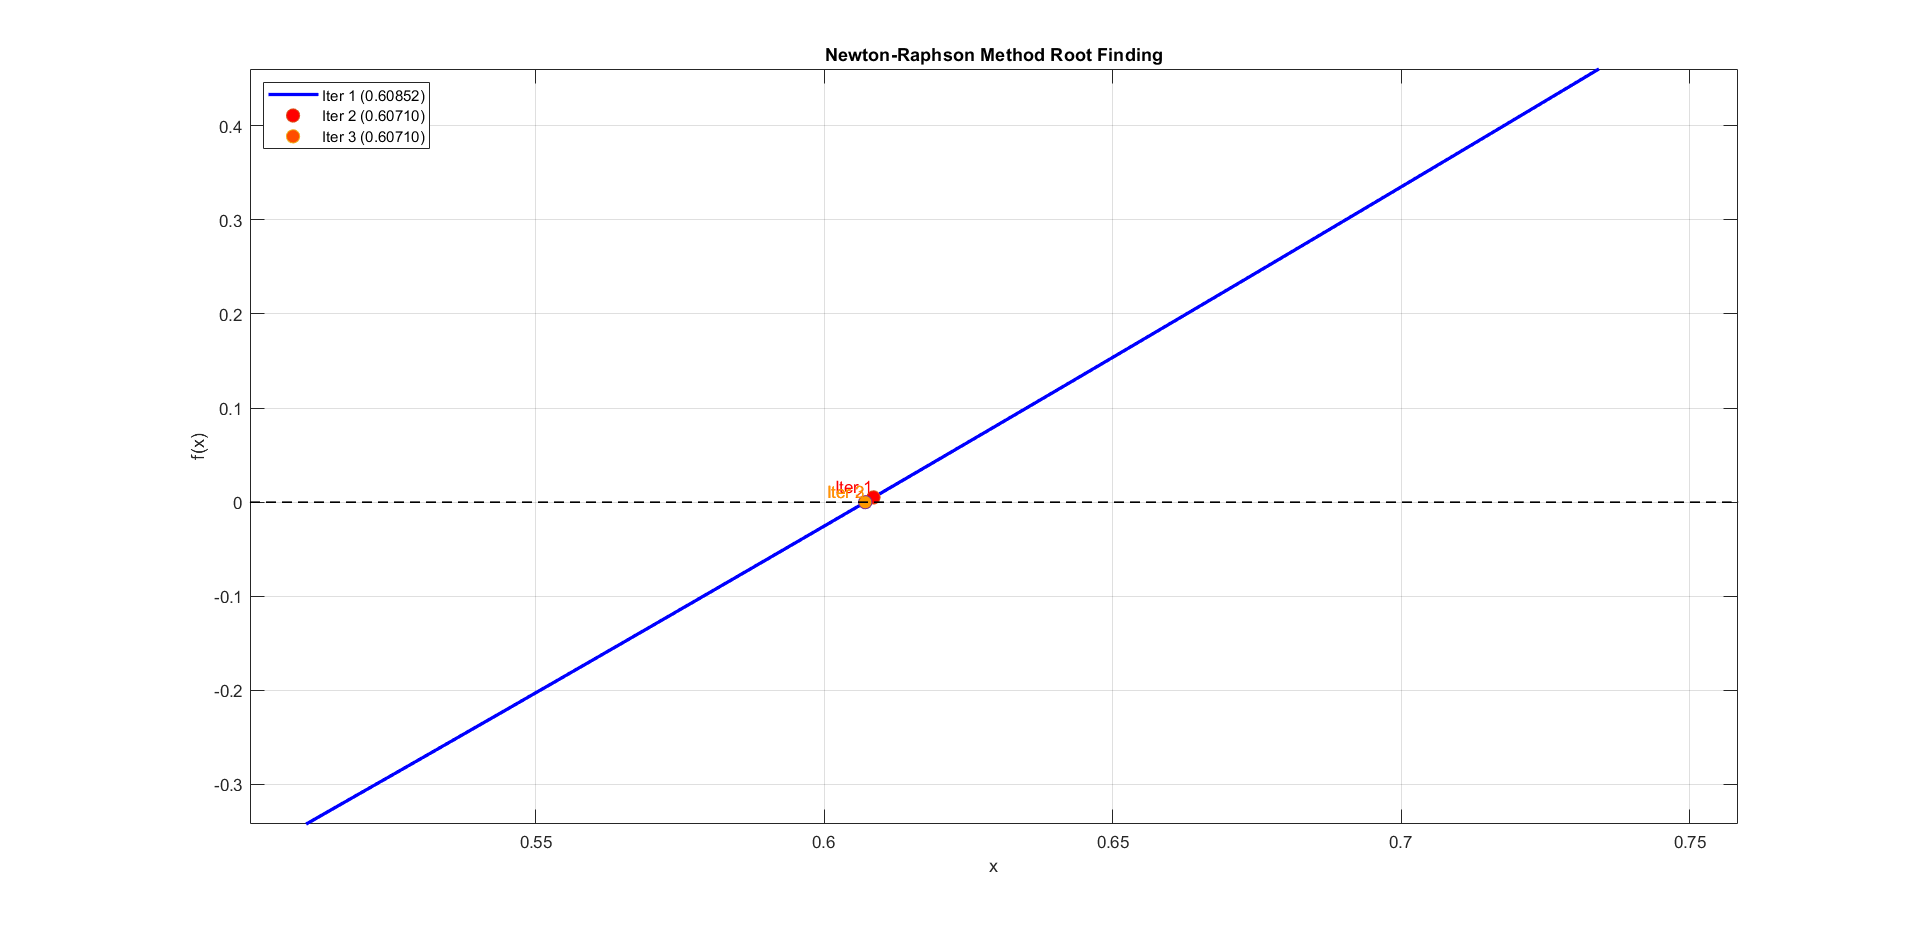 Newton-Raphson Method Root Finding
Iter 1 (0.60852)
Iter 2 (0.60710)
Iter 3 (0.60710)
0.4
0.3
0.2
0.1
0
-0.1
-0.2
-0.3
f(x)
Iter 1
Iter
0.55
0.6
0.65
0.7
0.75
x